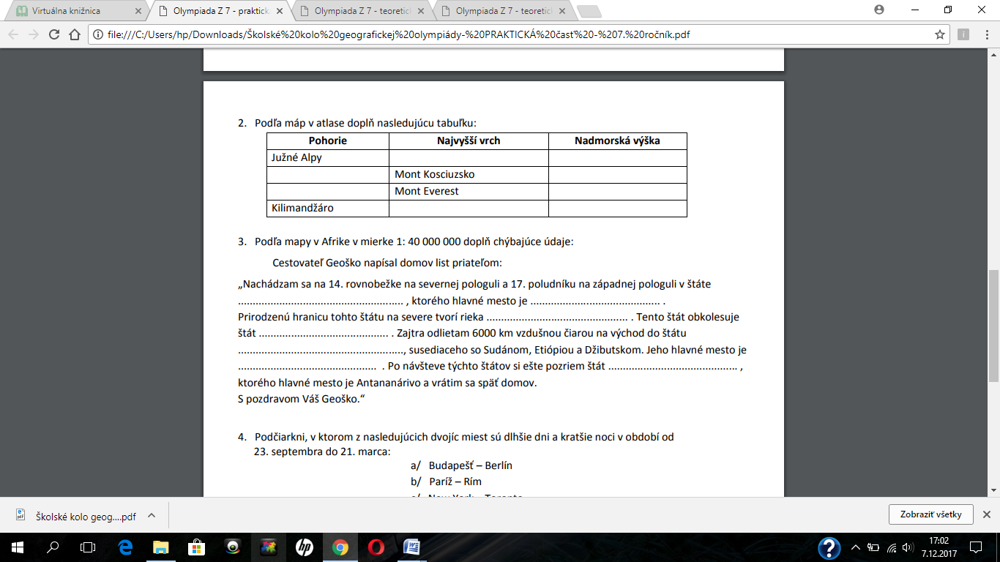 Virtuálna knižnica
Olympiada Z 7 - praktick
Olympiada Z 7 - teoretic
Olympiada Z 7 - teoretic
file:///C:/Users/hp/Downloads/Školské%20kolo%20geografickej%20olympiády-%20PRAKTICKÁ%20časť%20-%207.%20ročník.pdf
2. Podľa máp v atlase doplň nasledujúcu tabuľku:
Pohorie Najvyšší vrch Nadmorská výška
Južné Alpy
Mont Kosciuzsko
Mont Everest
Kilimandžáro
3. Podľa mapy v Afrike v mierke 1: 40 000 000 doplň chýbajúce údaje:
Cestovateľ Geoško napísal domov list priateľom:
„Nachádzam sa na 14. rovnobežke na severnej pologuli a 17. poludníku na západnej pologuli v štáte
........................................................ , ktorého hlavné mesto je ............................................ .
Prirodzenú hranicu tohto štátu na severe tvorí rieka ................................................ . Tento štát obkolesuje
štát ............................................ . Zajtra odlietam 6000 km vzdušnou čiarou na východ do štátu
........................................................, susediaceho so Sudánom, Etiópiou a Džibutskom. Jeho hlavné mesto je
............................................... . Po návšteve týchto štátov si ešte pozriem štát ............................................ ,
ktorého hlavné mesto je Antananárivo a vrátim sa späť domov.
S pozdravom Váš Geoško.“
4. Podčiarkni, v ktorom z nasledujúcich dvojíc miest sú dlhšie dni a kratšie noci v období od
23. septembra do 21. marca:
a/ Budapešť – Berlín
b/ Paríž – Rím
Školské kolo geog....pdf
Zobraziť všetky
17:02
7.12.2017